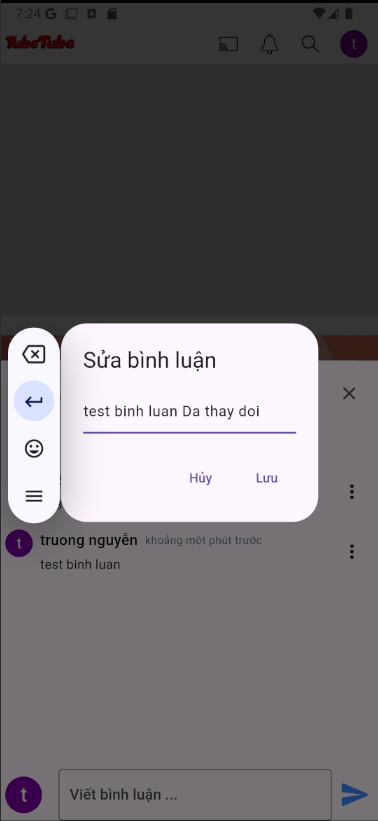 7:24 G
TubeTube
t
Sửa bình luận
test binh luan Da thay doi
Hủy Lưu
t truong nguyễn khoảng một phút trước
test binh luan
t Viết bình luận ...